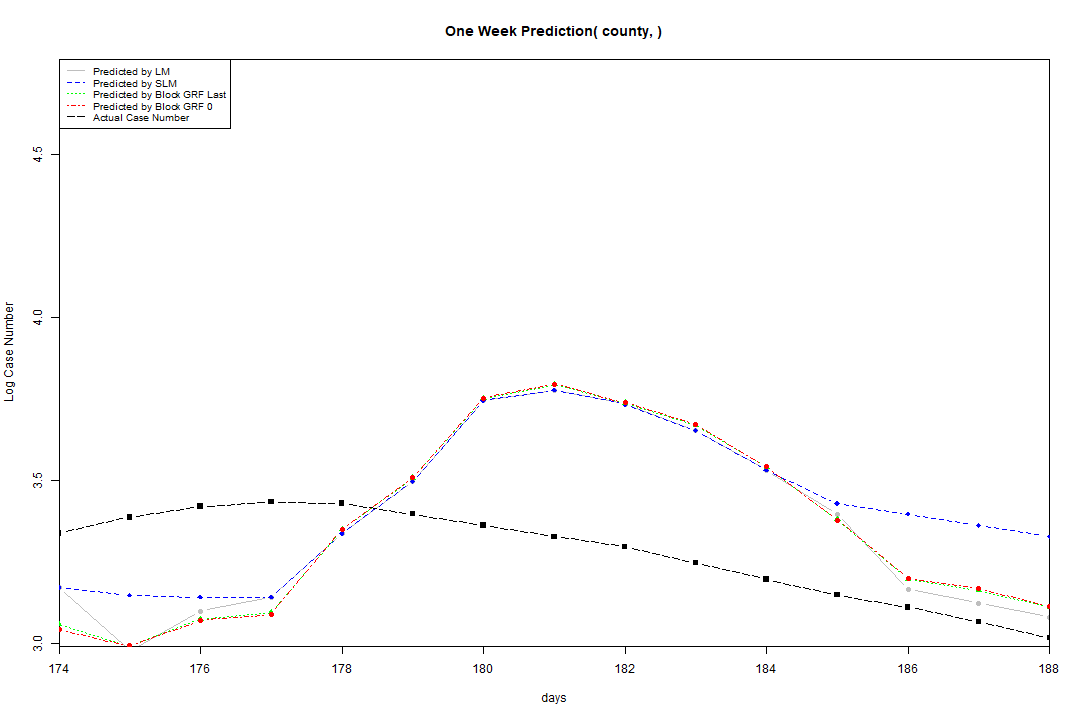 One Week Prediction( county, )
Predicted by LM
Predicted by SLM
Predicted by Block GRF Last
Predicted by Block GRF 0
Actual Case Number
Log Case Number
4.5
4.0
3.5
3.0
174 176 178 180 182 184 186 188
days